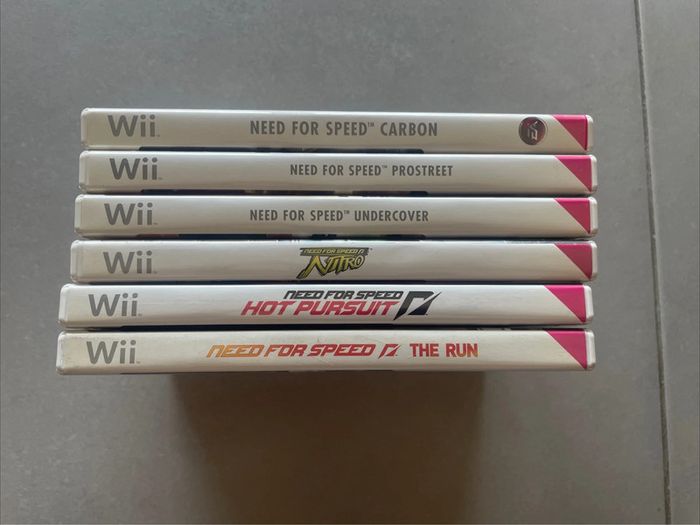 Wii NEED FOR SPEED™ CARBON
Wii NEED FOR SPEED™ PROSTREET
Wii NEED FOR SPEED™ UNDERCOVER
Wii NEED FOR SPEED NITRO
Wii NEED FOR SPEED
HOT PURSUIT
Wii NEED FOR SPEED THE RUN